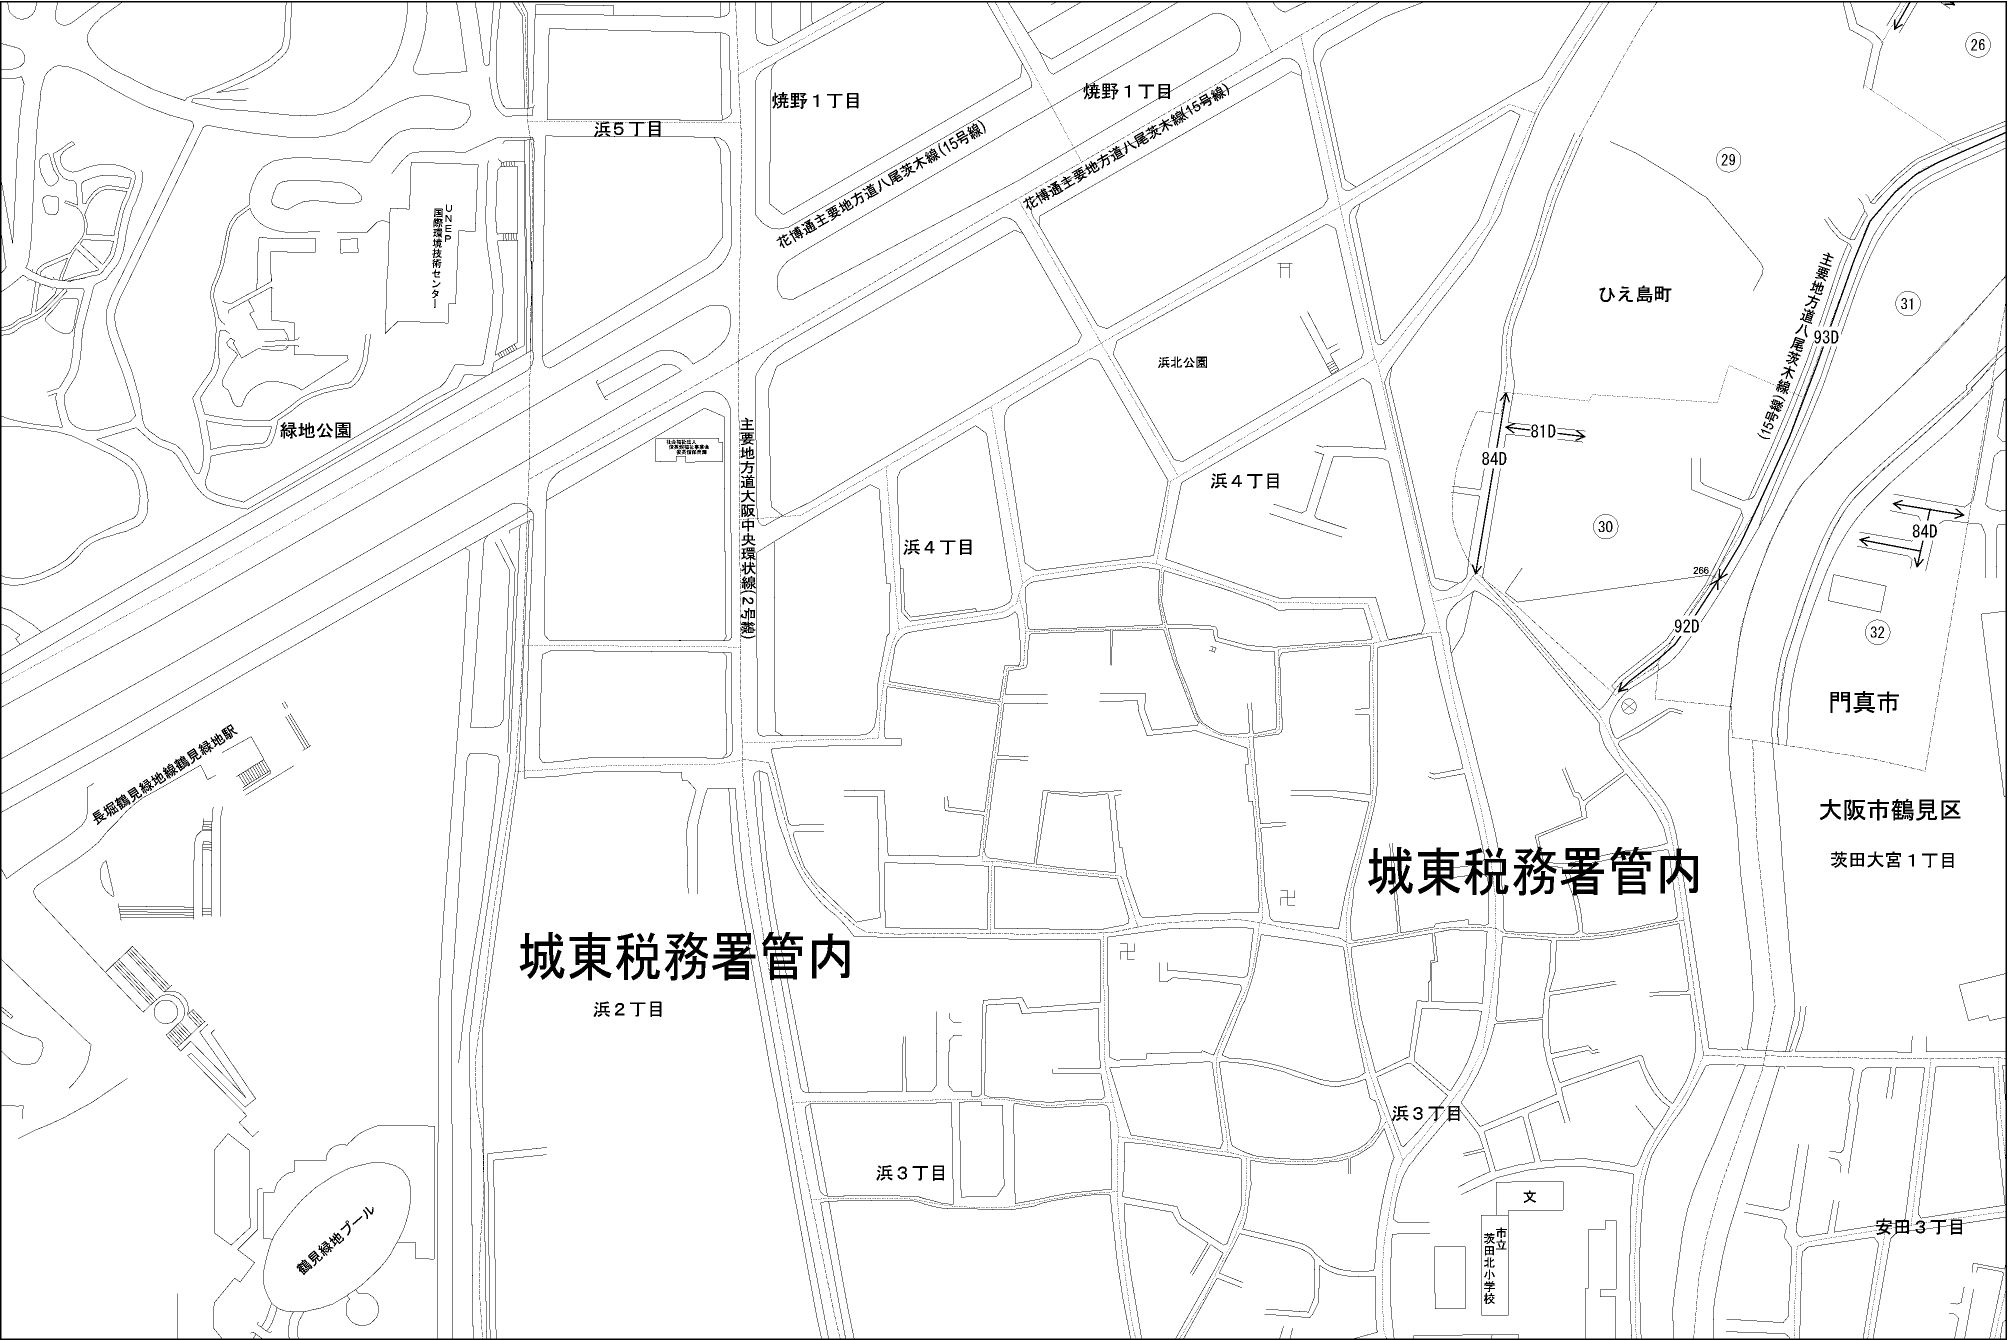 26
焼野１丁目
焼野１丁目
浜５丁目
花博通主要地方道八尾茨木線(15号線)
花博通主要地方道八尾茨木線(15号線)
29
UNEP
国際環境技術センター
ひえ島町
主要地方道八尾茨木線
(15号線)
93D
31
浜北公園
緑地公園
81D
84D
主要地方道大阪中央環状線(２号線)
浜４丁目
浜４丁目
30
84D
266
92D
32
門真市
長堀鶴見緑地線鶴見緑地駅
大阪市鶴見区
茨田大宮１丁目
城東税務署管内
城東税務署管内
浜２丁目
浜３丁目
浜３丁目
文
市立
茨田北小学校
鶴見緑地プール
安田３丁目